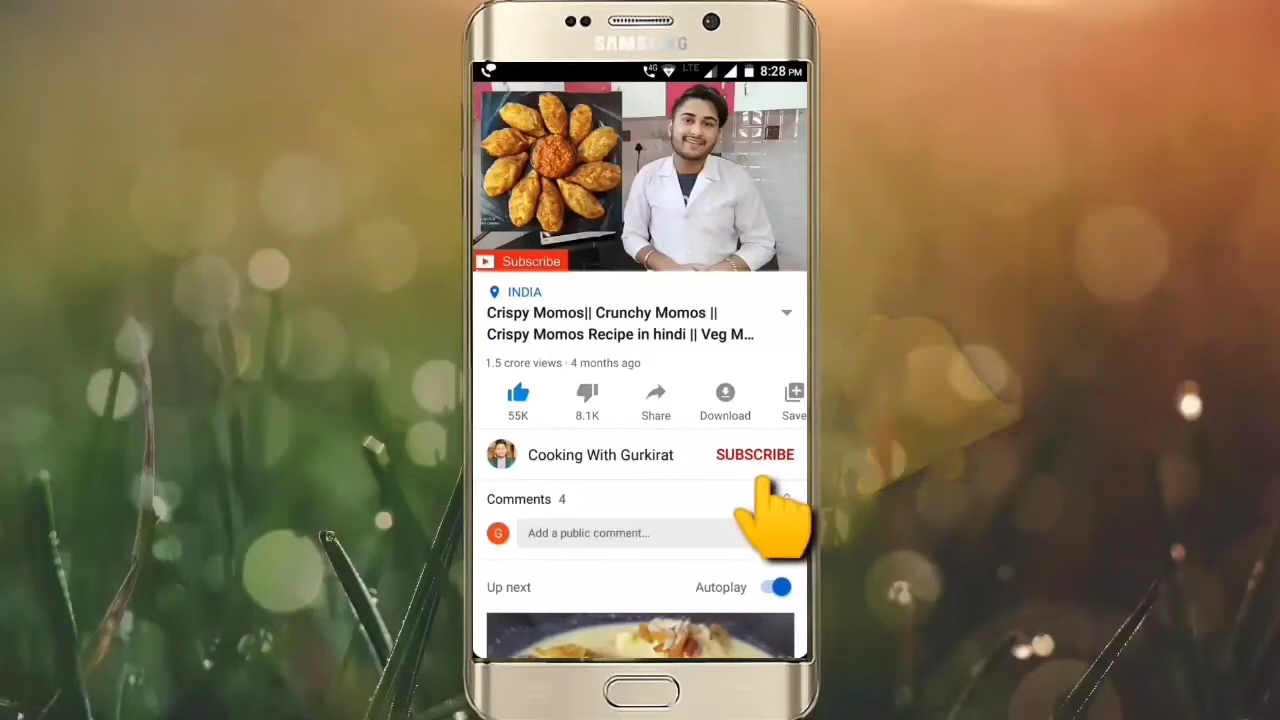 SAMSUNG
4G
LTE
8:28 PM
Subscribe
INDIA
Crispy Momos|| Crunchy Momos ||
Crispy Momos Recipe in hindi || Veg M...
1.5 crore views · 4 months ago
55K
8.1K
Share
Download
Save
Cooking With Gurkirat
SUBSCRIBE
Comments 4
G
Add a public comment...
Up next
Autoplay